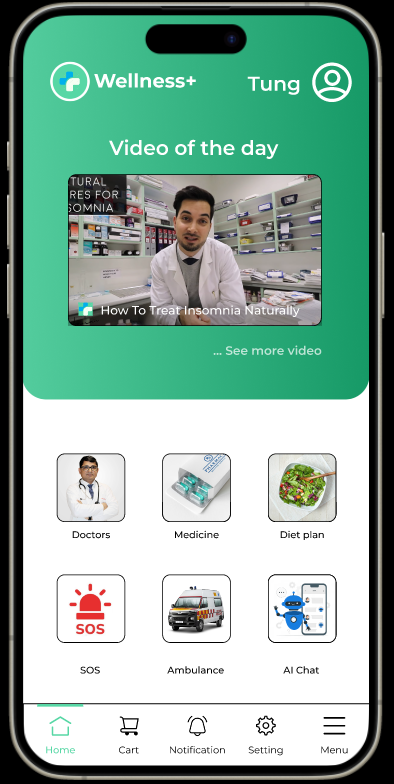 Wellness+
Tung
Video of the day
TURAL
RES FOR
SOMNIA
How To Treat Insomnia Naturally
... See more video
Doctors
Medicine
Diet plan
SOS
SOS
Ambulance
AI Chat
Home
Cart
Notification
Setting
Menu